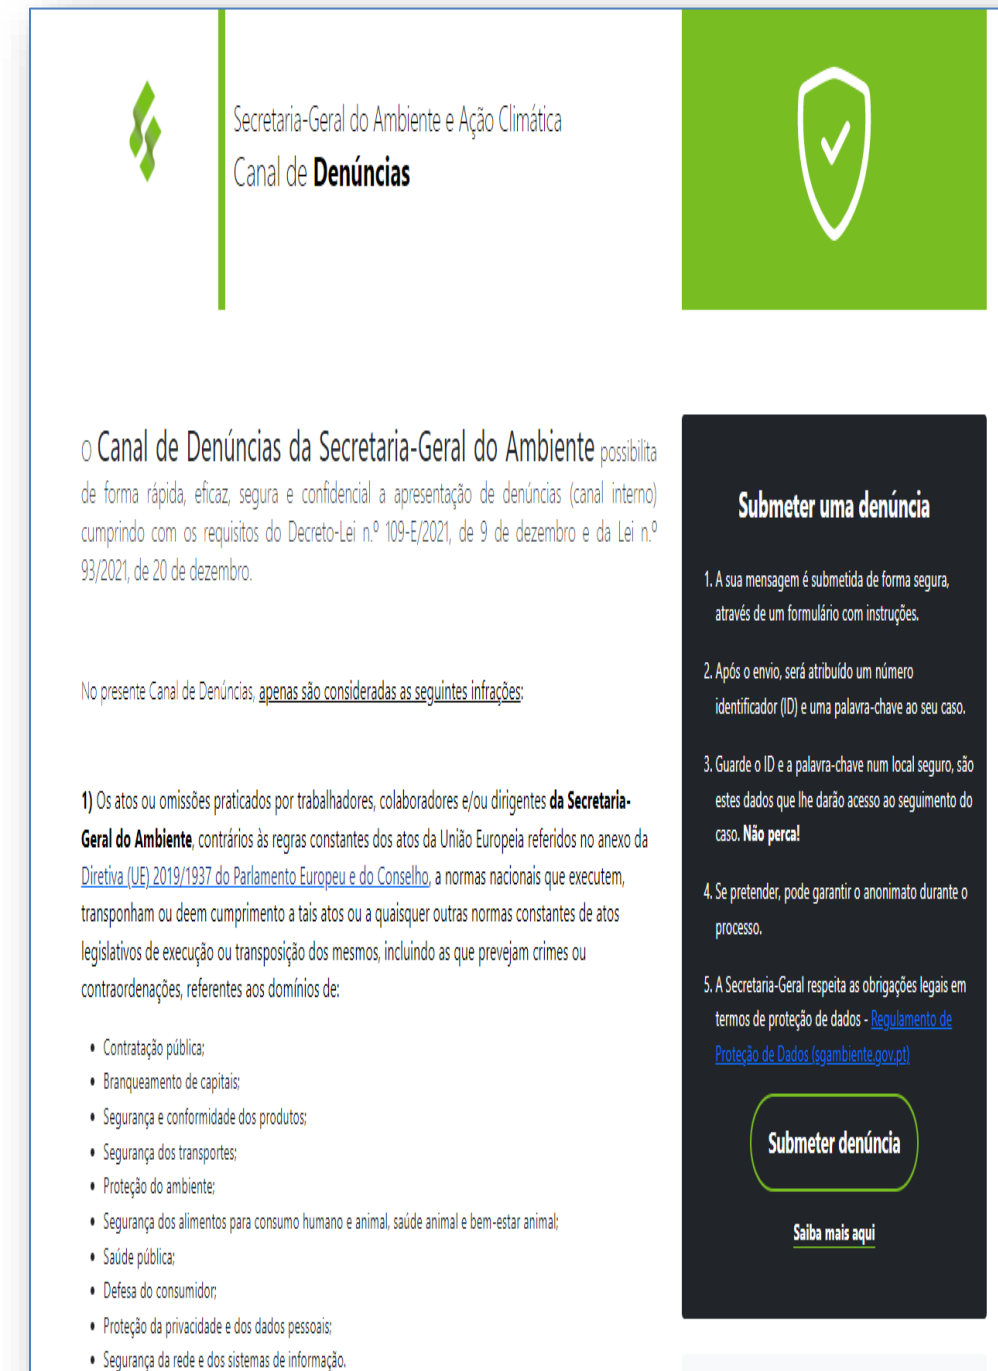 Secretaria-Geral do Ambiente e Ação Climática
Canal de Denúncias
O Canal de Denúncias da Secretaria-Geral do Ambiente possibilita
de forma rápida, eficaz, segura e confidencial a apresentação de denúncias (canal interno)
cumprindo com os requisitos do Decreto-Lei n.º 109-E/2021, de 9 de dezembro e da Lei n.º
93/2021, de 20 de dezembro.
No presente Canal de Denúncias, apenas são consideradas as seguintes infrações:
1) Os atos ou omissões praticados por trabalhadores, colaboradores e/ou dirigentes da Secretaria-
Geral do Ambiente, contrários às regras constantes dos atos da União Europeia referidos no anexo da
Diretiva (UE) 2019/1937 do Parlamento Europeu e do Conselho, a normas nacionais que executem,
transponham ou deem cumprimento a tais atos ou a quaisquer outras normas constantes de atos
legislativos de execução ou transposição dos mesmos, incluindo as que prevejam crimes ou
contraordenações, referentes aos domínios de:
• Contratação pública;
• Branqueamento de capitais;
• Segurança e conformidade dos produtos;
• Segurança dos transportes;
• Proteção do ambiente;
• Segurança dos alimentos para consumo humano e animal, saúde animal e bem-estar animal;
• Saúde pública;
• Defesa do consumidor;
• Proteção da privacidade e dos dados pessoais;
• Segurança da rede e dos sistemas de informação.
Submeter uma denúncia
1. A sua mensagem é submetida de forma segura,
através de um formulário com instruções.
2. Após o envio, será atribuído um número
identificador (ID) e uma palavra-chave ao seu caso.
3. Guarde o ID e a palavra-chave num local seguro, são
estes dados que lhe darão acesso ao seguimento do
caso. Não perca!
4. Se pretender, pode garantir o anonimato durante o
processo.
5. A Secretaria-Geral respeita as obrigações legais em
termos de proteção de dados - Regulamento de
Proteção de Dados (sgambiente.gov.pt)
Submeter denúncia
Saiba mais aqui